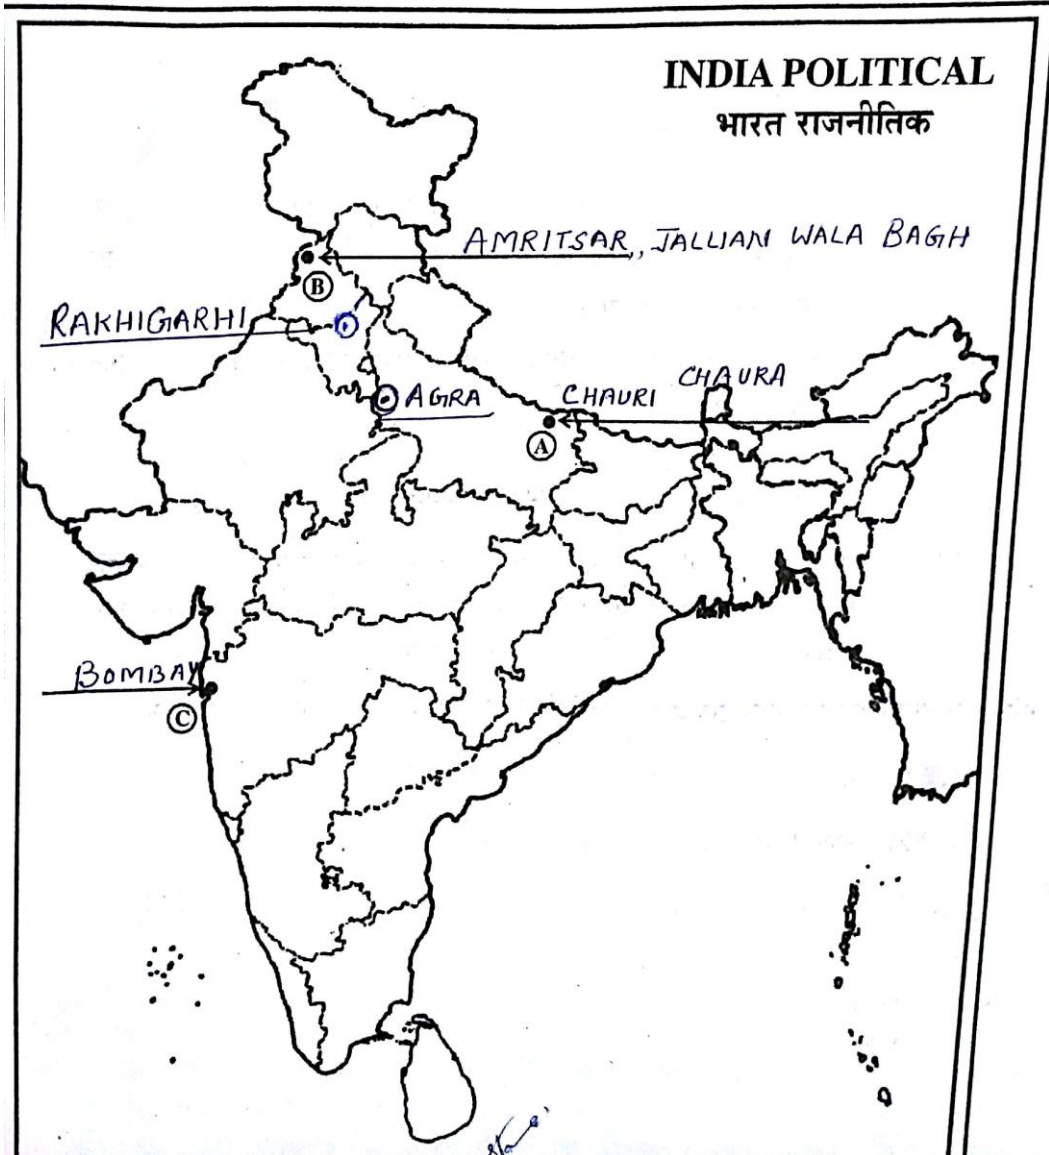 INDIA POLITICAL
भारत राजनीतिक
AMRITSAR,, JALLIAN WALA BAGH
B
RAKHIGARHI
AGRA
CHAURI CHAURA
A
BOMBAY
C